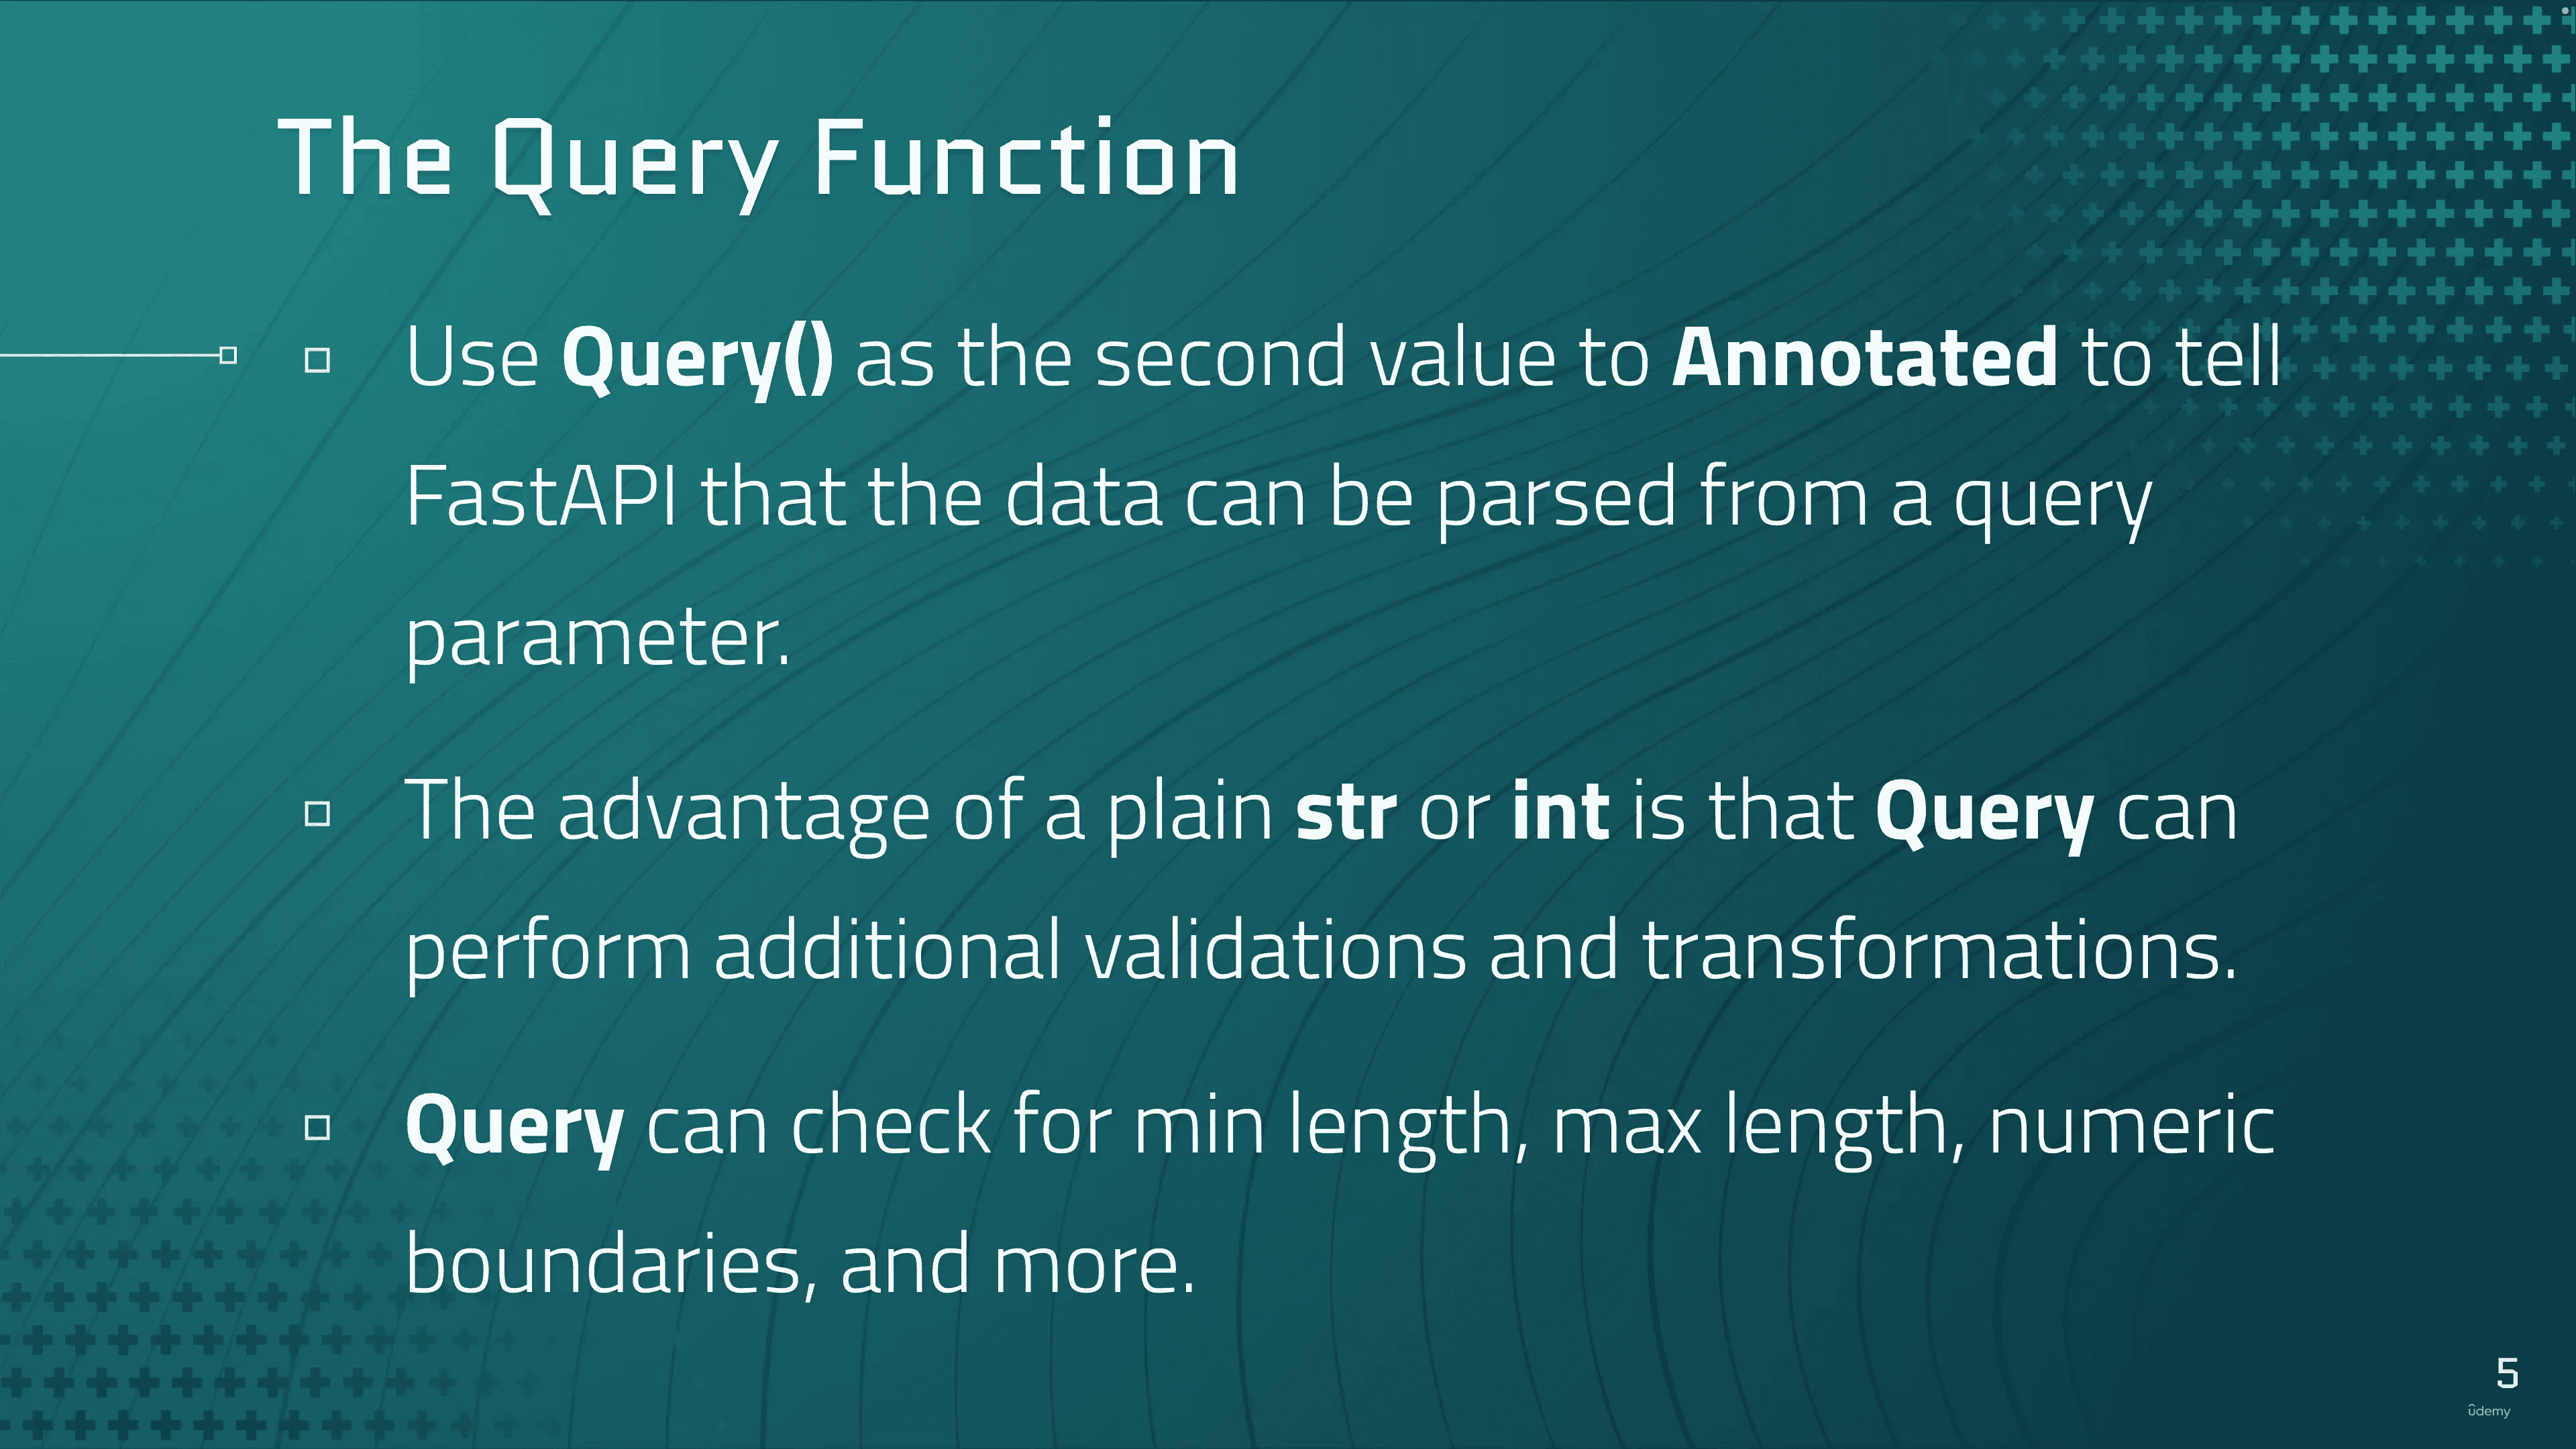 The Query Function
Use Query() as the second value to Annotated to tell
FastAPI that the data can be parsed from a query
parameter.
The advantage of a plain str or int is that Query can
perform additional validations and transformations.
Query can check for min length, max length, numeric
boundaries, and more.
5
ûdemy